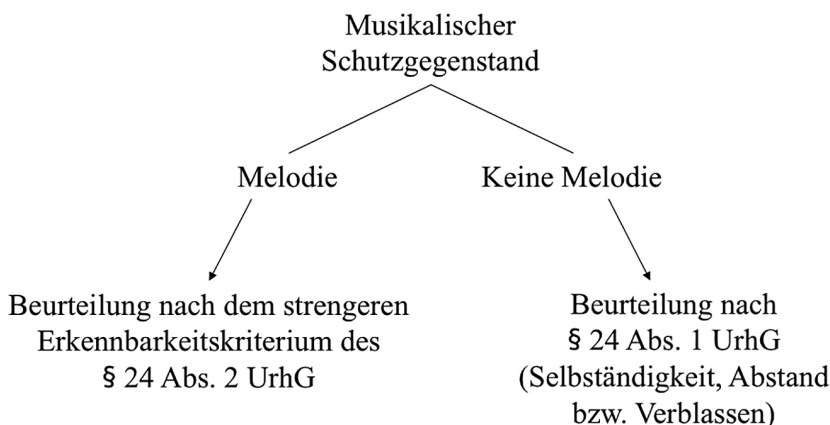 Musikalischer
Schutzgegenstand
Melodie
Keine Melodie
Beurteilung nach dem strengeren
Erkennbarkeitskriterium des
§ 24 Abs. 2 UrhG
Beurteilung nach
§ 24 Abs. 1 UrhG
(Selbständigkeit, Abstand
bzw. Verblassen)